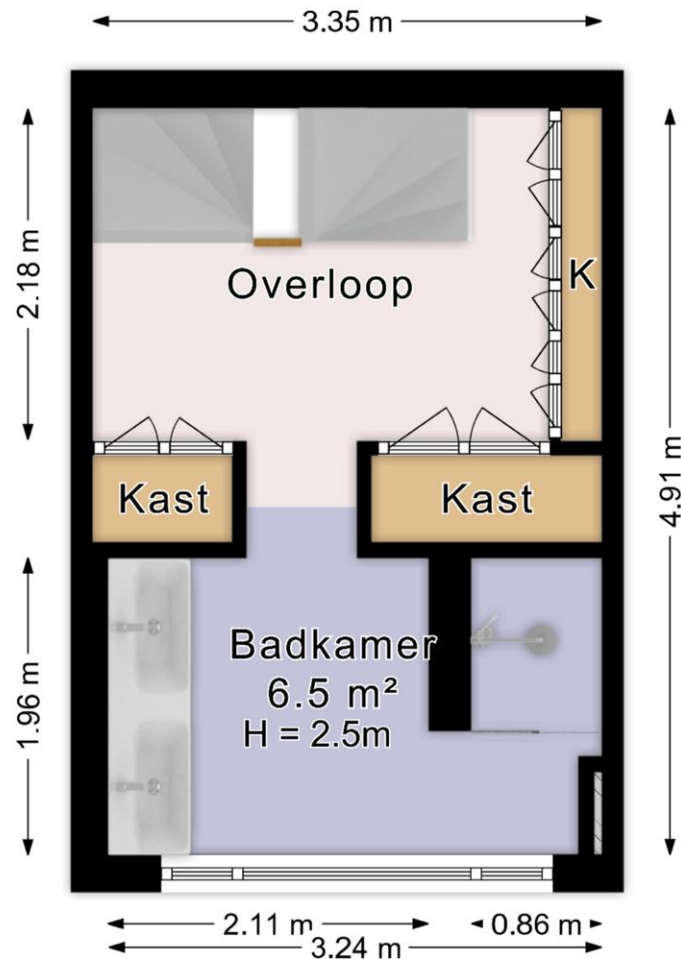 3.35 m
2.18 m
Overloop
K
4.91 m
Kast
Kast
1.96 m
Badkamer
6.5 m²
H = 2.5m
2.11 m
0.86 m
3.24 m